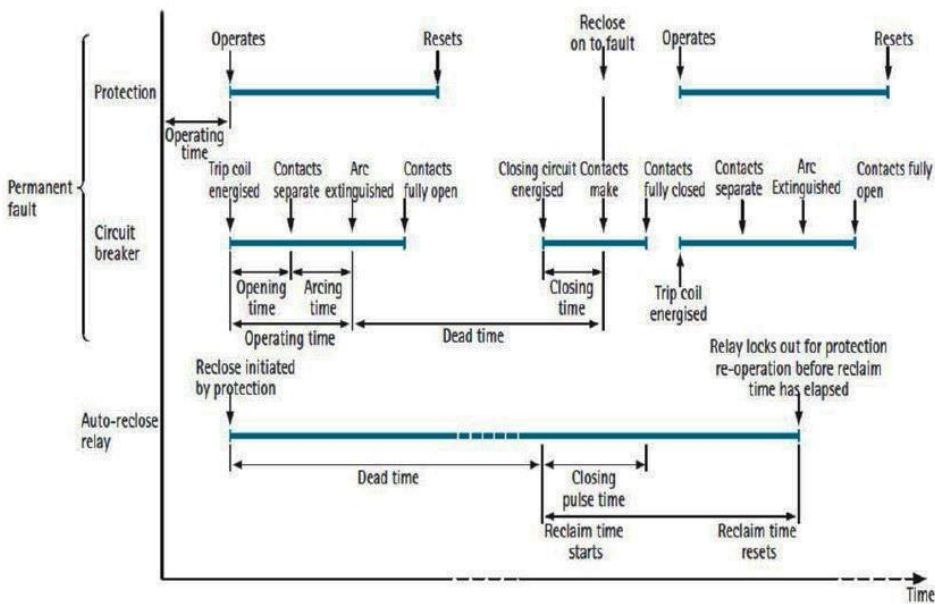 Operates
Resets
Reclose
on to fault
Operates
Resets
Protection
Operating
time
Permanent
fault
Trip coil
energised
Contacts
separate
Arc
extinguished
Contacts
fully open
Closing circuit
energised
Contacts
make
Contacts
fully closed
Contacts
separate
Arc
Extinguished
Contacts fully
open
Circuit
breaker
Opening
time
Arcing
time
Closing
time
Trip coil
energised
Operating time
Dead time
Reclose initiated
by protection
Relay locks out for protection
re-operation before reclaim
time has elapsed
Auto-reclose
relay
Dead time
Closing
pulse time
Reclaim time
starts
Reclaim time
resets
Time